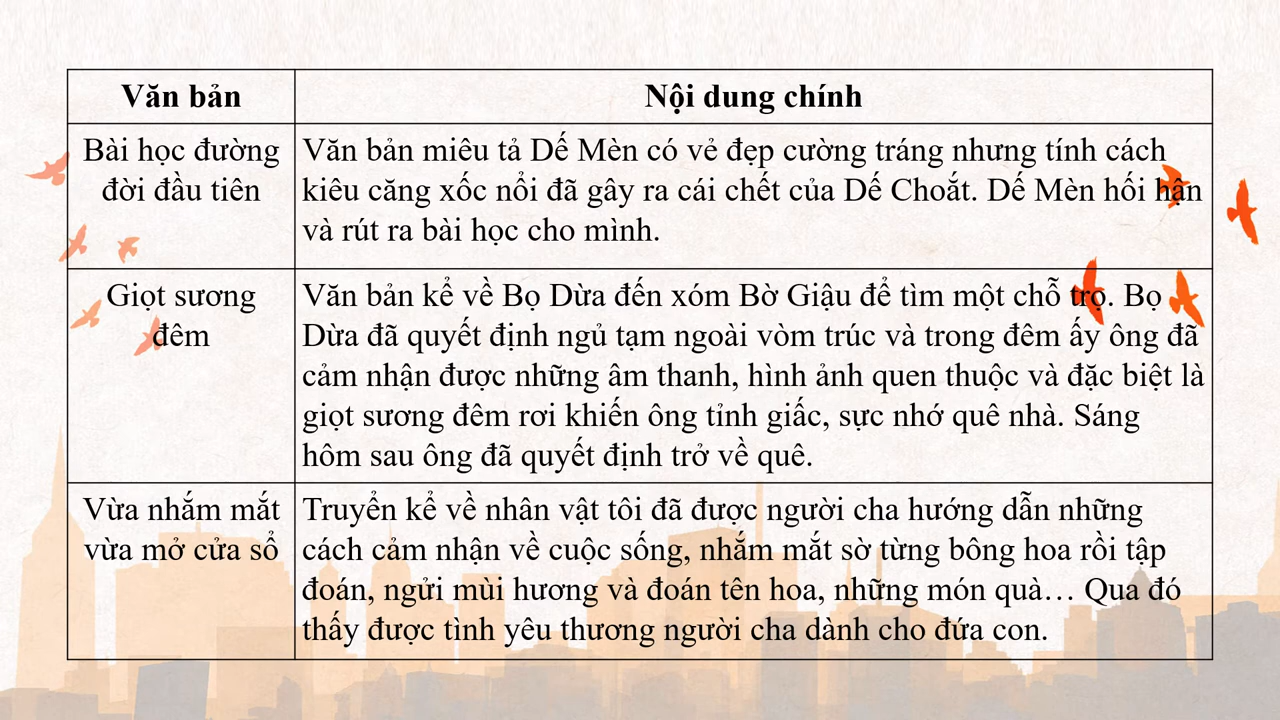 Văn bản
Nội dung chính
Bài học đường
đời đầu tiên
Văn bản miêu tả Dế Mèn có vẻ đẹp cường tráng nhưng tính cách
kiêu căng xốc nổi đã gây ra cái chết của Dế Choắt. Dế Mèn hối hận
và rút ra bài học cho mình.
Giọt sương
đêm
Văn bản kể về Bọ Dừa đến xóm Bờ Giậu để tìm một chỗ trọ. Bọ
Dừa đã quyết định ngủ tạm ngoài vòm trúc và trong đêm ấy ông đã
cảm nhận được những âm thanh, hình ảnh quen thuộc và đặc biệt là
giọt sương đêm rơi khiến ông tỉnh giấc, sực nhớ quê nhà. Sáng
hôm sau ông đã quyết định trở về quê.
Vừa nhắm mắt
vừa mở cửa sổ
Truyển kể về nhân vật tôi đã được người cha hướng dẫn những
cách cảm nhận về cuộc sống, nhắm mắt sờ từng bông hoa rồi tập
đoán, ngửi mùi hương và đoán tên hoa, những món quà… Qua đó
thấy được tình yêu thương người cha dành cho đứa con.